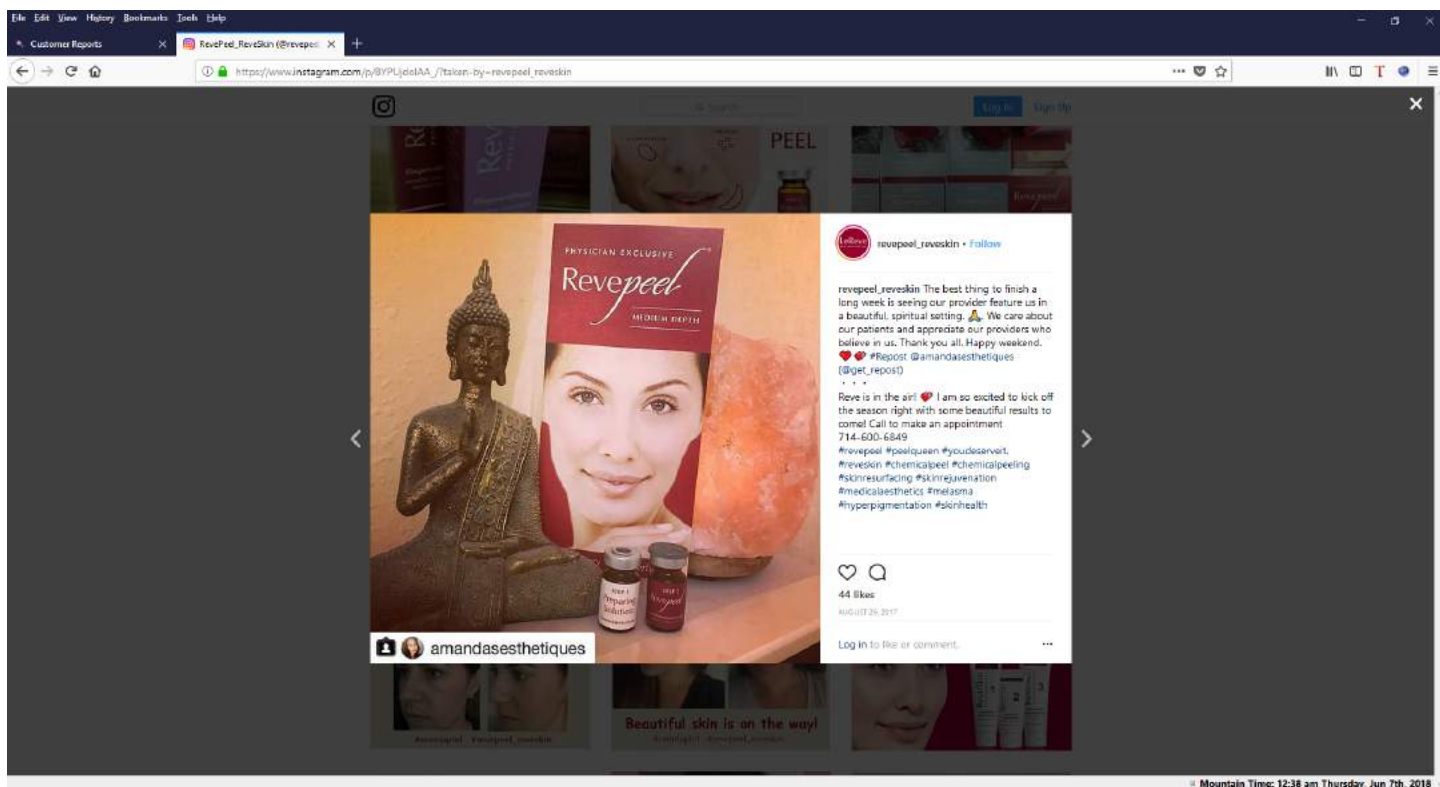 File Edit View History Bookmarks Tools Help
Customer Reports
RevePeel_ReveSkin (@revepee
https://www.instagram.com/p/BYPUjdolAA_/?taken-by=revepeel_reveskin
Search
Log In Sign Up
PEEL
PHYSICIAN EXCLUSIVE
Revepeel
MEDIUM DEPTH
STEP 1
Preparing
Solution
Revepeel
amandasesthetiques
revepeel_reveskin • Follow
revepeel_reveskin The best thing to finish a
long week is seeing our provider feature us in
a beautiful, spiritual setting. 🙏 We care about
our patients and appreciate our providers who
believe in us. Thank you all. Happy weekend.
#Repost @amandasesthetiques
(@get_repost)
・・・
Reve is in the air! I am so excited to kick off
the season right with some beautiful results to
come! Call to make an appointment
714-600-6849
#revepeel #peelqueen #youdeserveit.
#reveskin #chemicalpeel #chemicalpeeling
#skinresurfacing #skinrejuvenation
#medicalaesthetics #melasma
#hyperpigmentation #skinhealth
44 likes
Log in to like or comment.
Beautiful skin is on the way!
Mountain Time: 12:38 am Thursday, Jun 7th, 2018